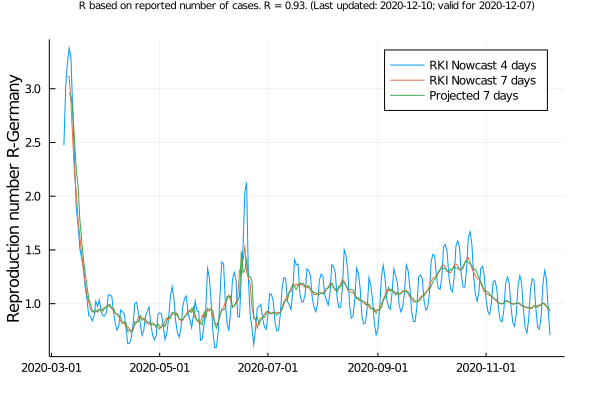 R based on reported number of cases. R = 0.93. (Last updated: 2020-12-10; valid for 2020-12-07)
RKI Nowcast 4 days
RKI Nowcast 7 days
Projected 7 days
Reproduction number R-Germany
3.0
2.5
2.0
1.5
1.0
2020-03-01 2020-05-01 2020-07-01 2020-09-01 2020-11-01